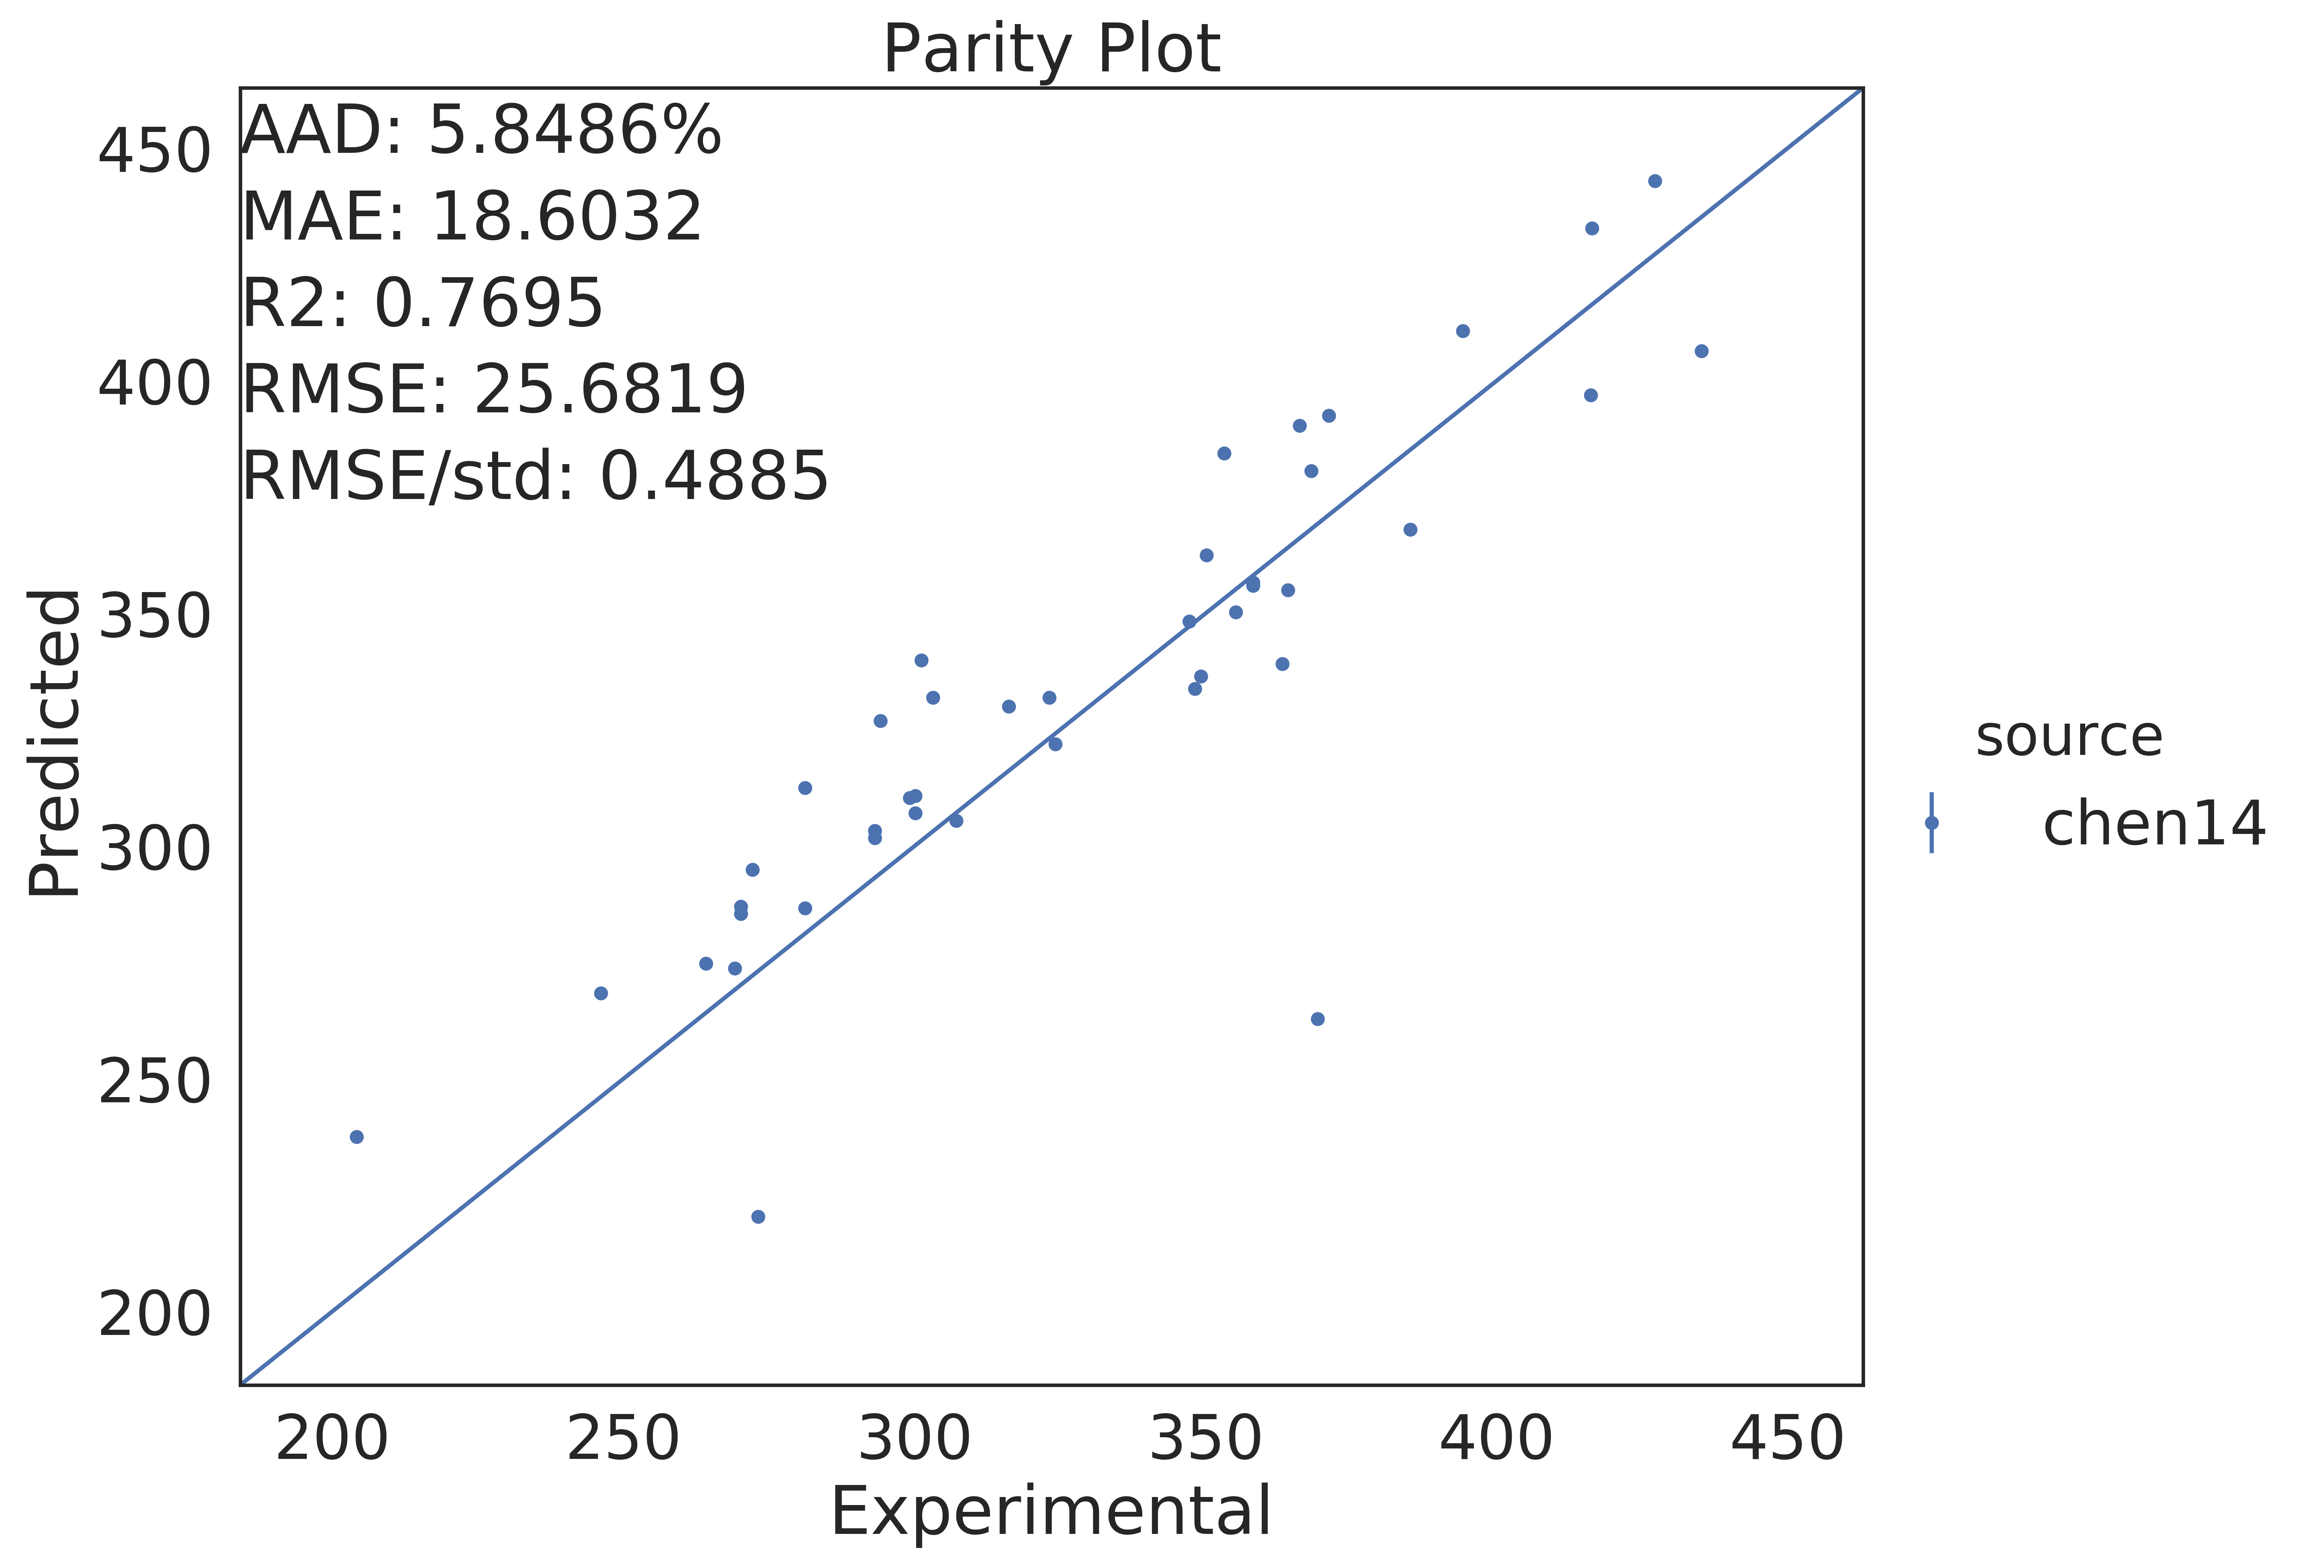 Parity Plot
AAD: 5.8486%
MAE: 18.6032
R2: 0.7695
RMSE: 25.6819
RMSE/std: 0.4885
450
400
350
300
250
200
Predicted
200 250 300 350 400 450
Experimental
source
chen14